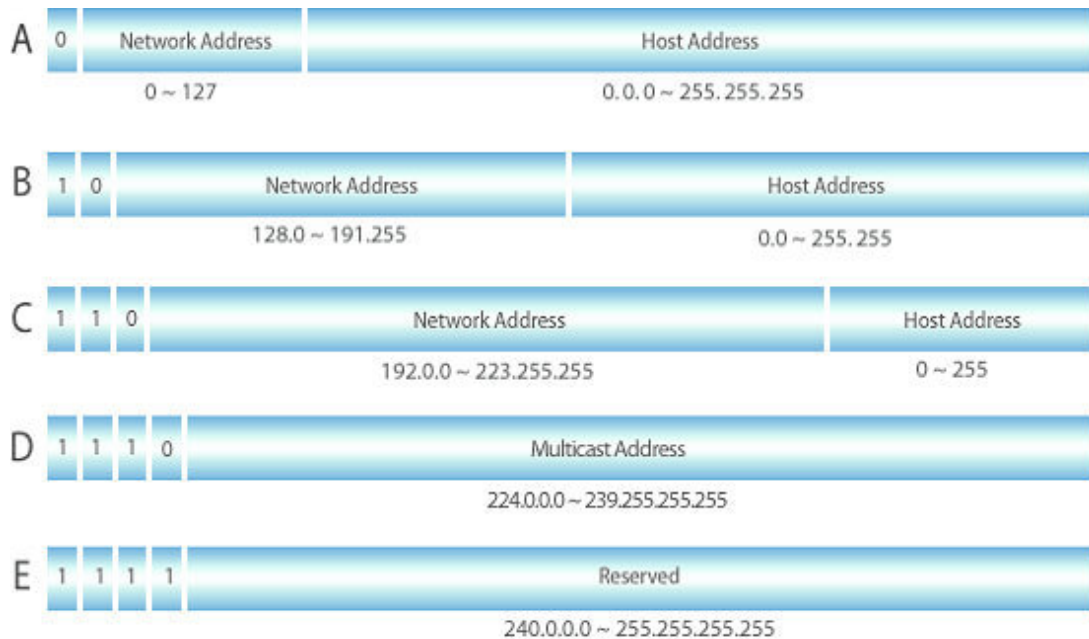 A 0 Network Address Host Address
0 ~ 127 0. 0. 0 ~ 255. 255. 255
B 1 0 Network Address Host Address
128.0 ~ 191.255 0.0 ~ 255. 255
C 1 1 0 Network Address Host Address
192.0.0 ~ 223.255.255 0 ~ 255
D 1 1 1 0 Multicast Address
224.0.0.0 ~ 239.255.255.255
E 1 1 1 1 Reserved
240.0.0.0 ~ 255.255.255.255